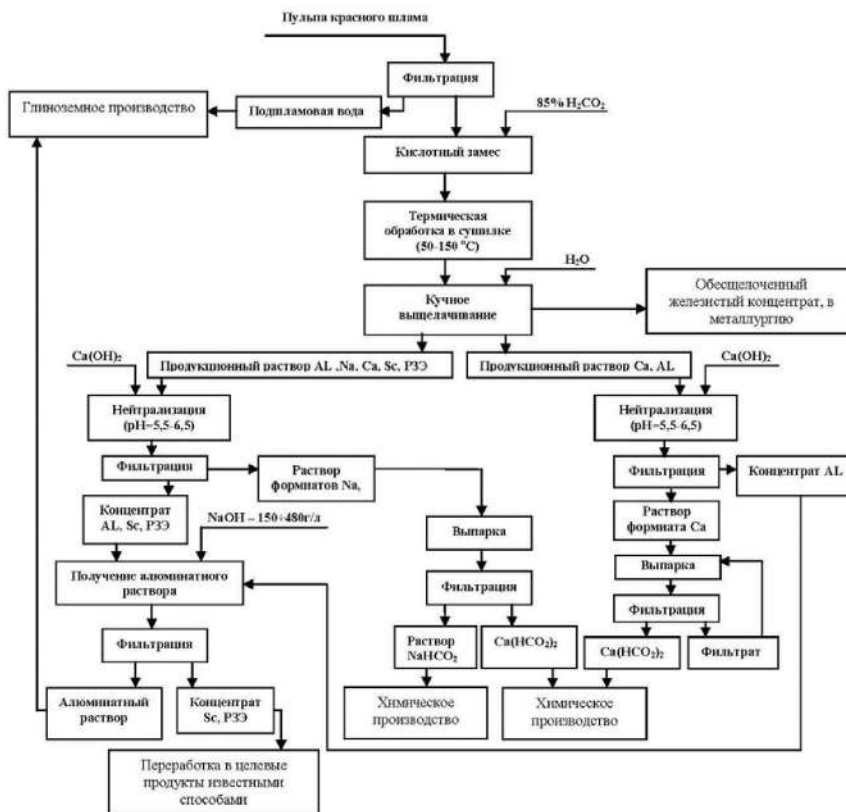 Пульпа красного шлама
Фильтрация
Глиноземное производство
Подшламовая вода
85% H₂CO₂
Кислотный замес
Термическая
обработка в сушилке
(50-150 °C)
H₂O
Кучное
выщелачивание
Обесщелоченный
железистый концентрат, в
металлургию
Ca(OH)₂
Продукционный раствор AL ,Na, Ca, Sc, РЗЭ
Продукционный раствор Ca, AL
Ca(OH)₂
Нейтрализация
(pH=5,5-6,5)
Нейтрализация
(pH=5,5-6,5)
Фильтрация
Раствор
формиатов Na,
Фильтрация
Концентрат AL
Концентрат
AL, Sc, РЗЭ
NaOH – 150÷480г/л
Выпарка
Раствор
формиата Ca
Получение алюминатного
раствора
Фильтрация
Выпарка
Фильтрация
Фильтрация
Раствор
NaHCO₂
Ca(HCO₂)₂
Ca(HCO₂)₂
Фильтрат
Алюминатный
раствор
Концентрат
Sc, РЗЭ
Химическое
производство
Химическое
производство
Переработка в целевые
продукты известными
способами